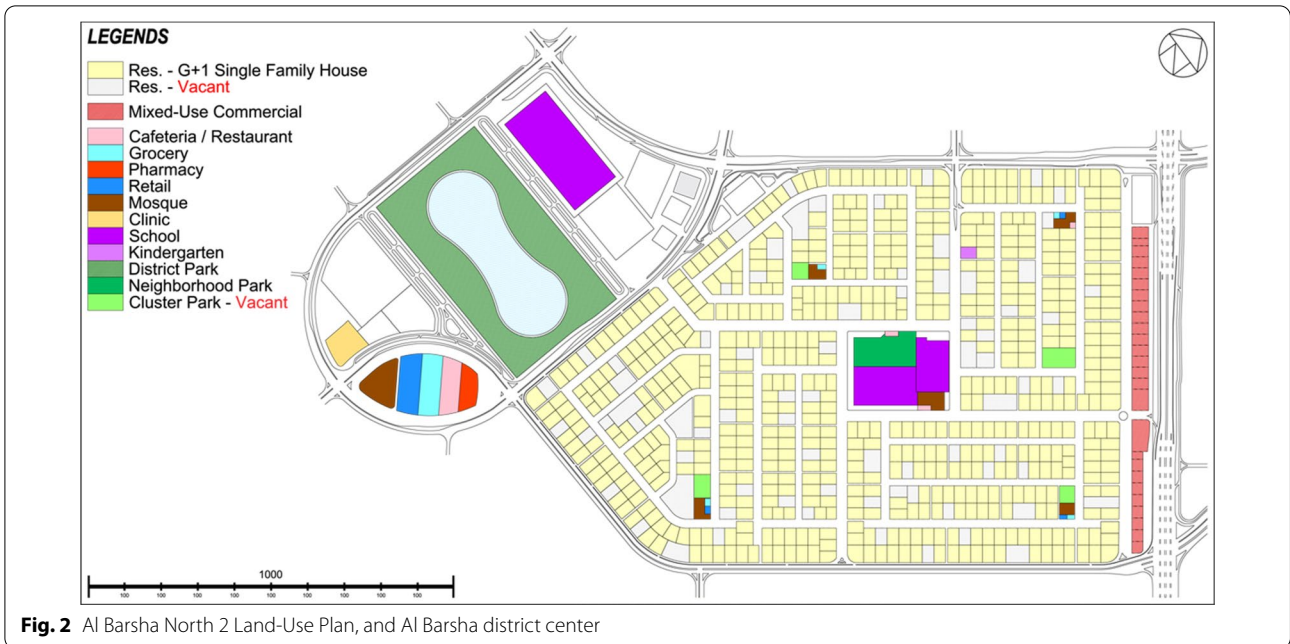 LEGENDS
Res. - G+1 Single Family House
Res. - Vacant
Mixed-Use Commercial
Cafeteria / Restaurant
Grocery
Pharmacy
Retail
Mosque
Clinic
School
Kindergarten
District Park
Neighborhood Park
Cluster Park - Vacant
1000
100 100 100 100 100 100 100 100 100
Fig. 2 Al Barsha North 2 Land-Use Plan, and Al Barsha district center